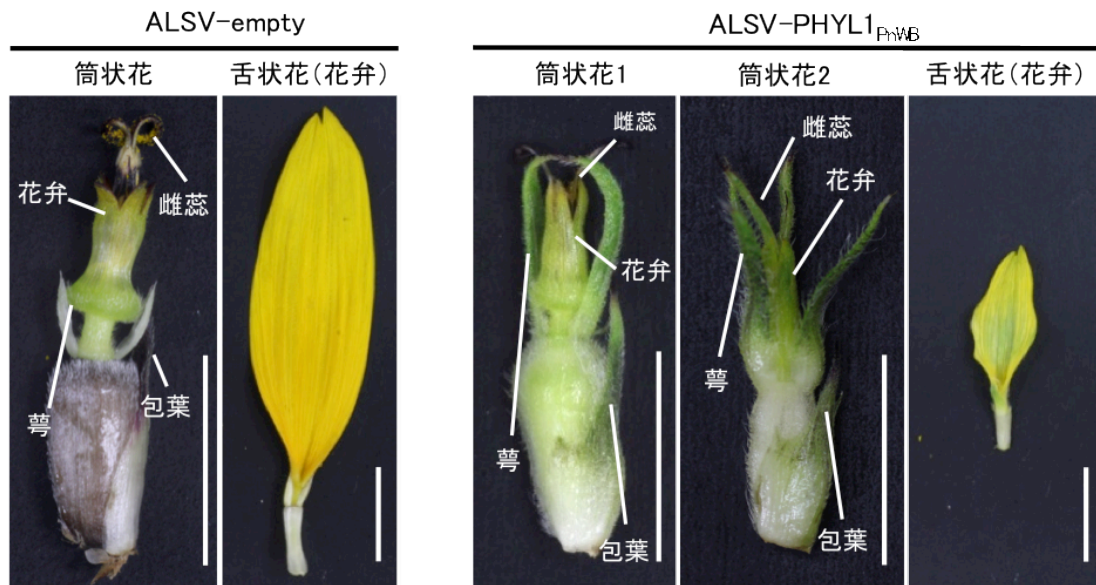 ALSV-empty
ALSV-PHYL1PnWB
筒状花
舌状花(花弁)
筒状花1
筒状花2
舌状花(花弁)
花弁
雌蕊
萼
包葉
雌蕊
花弁
萼
包葉
雌蕊
花弁
萼
包葉